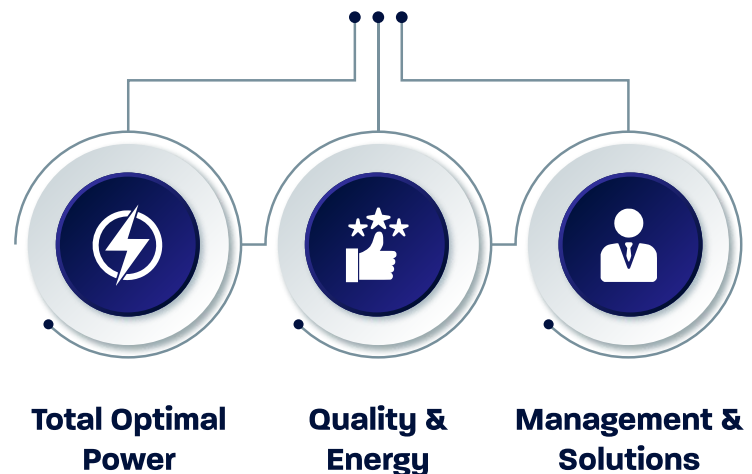 Total Optimal
Power
Quality &
Energy
Management &
Solutions